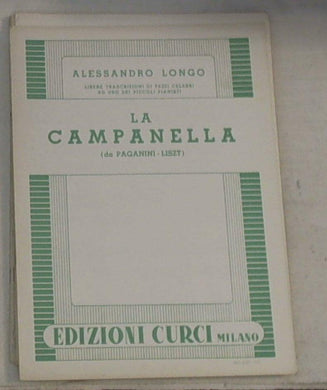 ALESSANDRO LONGO
LIBERE TRASCRIZIONI DI PEZZI CELEBRI
AD USO DEI PICCOLI PIANISTI
LA
CAMPANELLA
(da PAGANINI - LISZT)
EDIZIONI CURCI MILANO